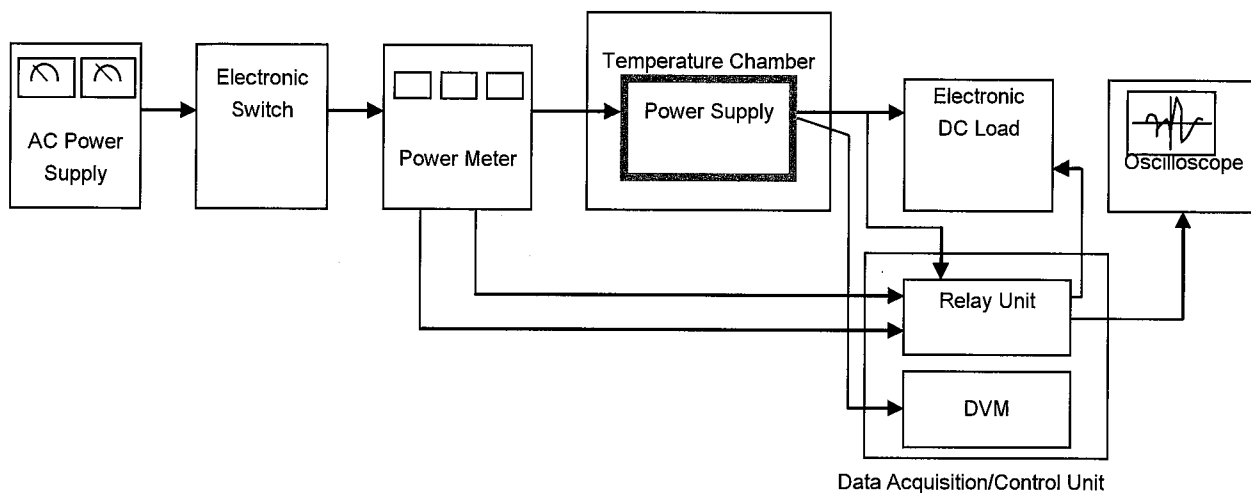 AC Power
Supply
Electronic
Switch
Power Meter
Temperature Chamber
Power Supply
Electronic
DC Load
Oscilloscope
Relay Unit
DVM
Data Acquisition/Control Unit